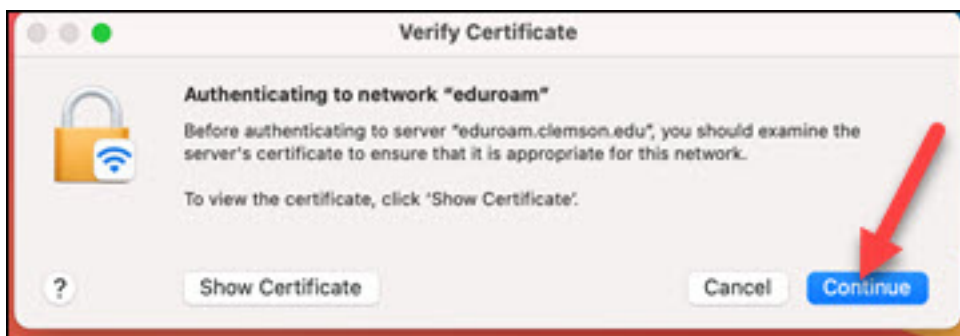 Verify Certificate
Authenticating to network “eduroam”
Before authenticating to server “eduroam.clemson.edu”, you should examine the
server's certificate to ensure that it is appropriate for this network.
To view the certificate, click ‘Show Certificate’.
? Show Certificate Cancel Continue